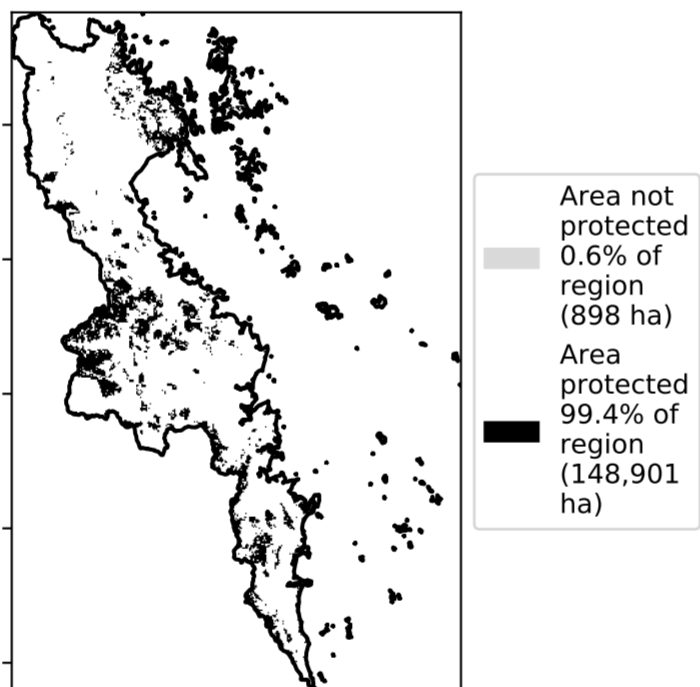 Area not
protected
0.6% of
region
(898 ha)
Area
protected
99.4% of
region
(148,901
ha)